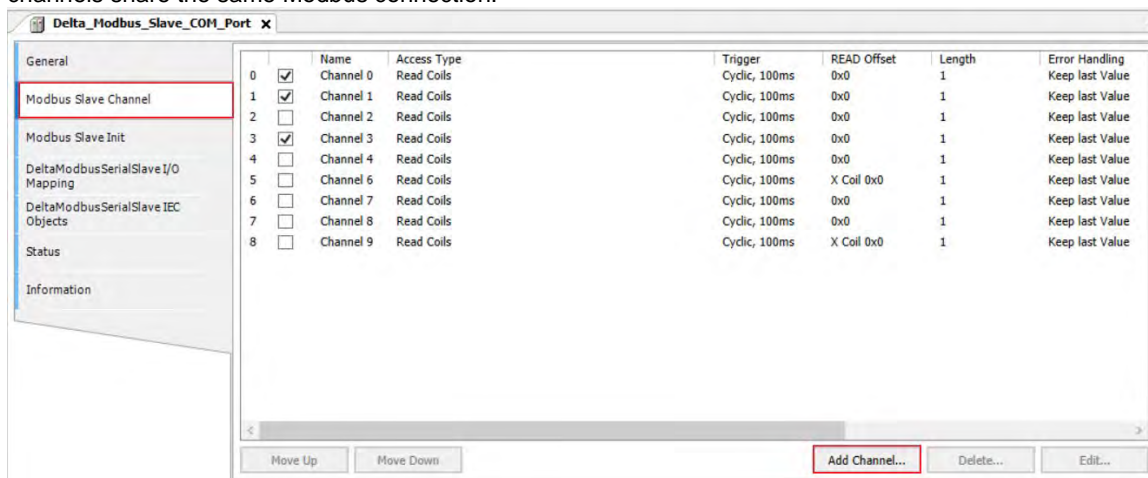 channels share the same Modbus connection.
Delta_Modbus_Slave_COM_Port x
General
Modbus Slave Channel
Modbus Slave Init
DeltaModbusSerialSlave I/O
Mapping
DeltaModbusSerialSlave IEC
Objects
Status
Information
Name Access Type Trigger READ Offset Length Error Handling
0 Channel 0 Read Coils Cyclic, 100ms 0x0 1 Keep last Value
1 Channel 1 Read Coils Cyclic, 100ms 0x0 1 Keep last Value
2 Channel 2 Read Coils Cyclic, 100ms 0x0 1 Keep last Value
3 Channel 3 Read Coils Cyclic, 100ms 0x0 1 Keep last Value
4 Channel 4 Read Coils Cyclic, 100ms 0x0 1 Keep last Value
5 Channel 6 Read Coils Cyclic, 100ms X Coil 0x0 1 Keep last Value
6 Channel 7 Read Coils Cyclic, 100ms 0x0 1 Keep last Value
7 Channel 8 Read Coils Cyclic, 100ms 0x0 1 Keep last Value
8 Channel 9 Read Coils Cyclic, 100ms X Coil 0x0 1 Keep last Value
Move Up Move Down Add Channel... Delete... Edit...